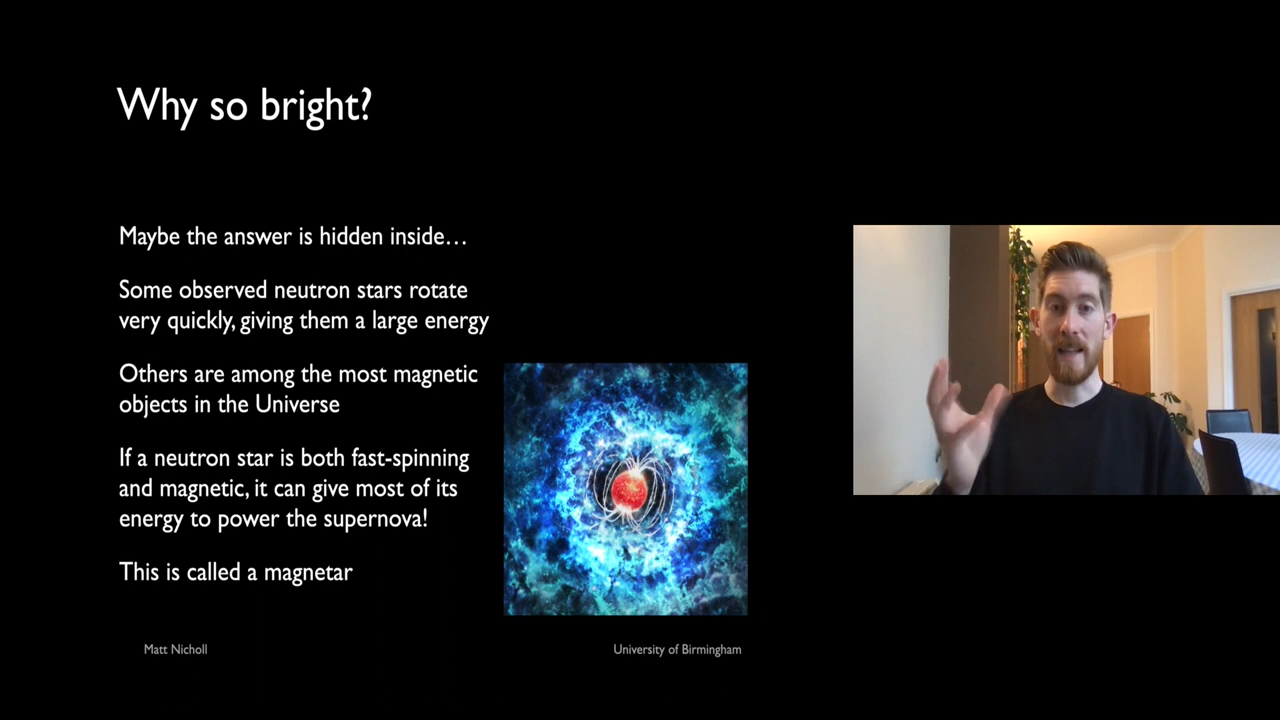 Why so bright?
Maybe the answer is hidden inside…
Some observed neutron stars rotate
very quickly, giving them a large energy
Others are among the most magnetic
objects in the Universe
If a neutron star is both fast-spinning
and magnetic, it can give most of its
energy to power the supernova!
This is called a magnetar
Matt Nicholl
University of Birmingham